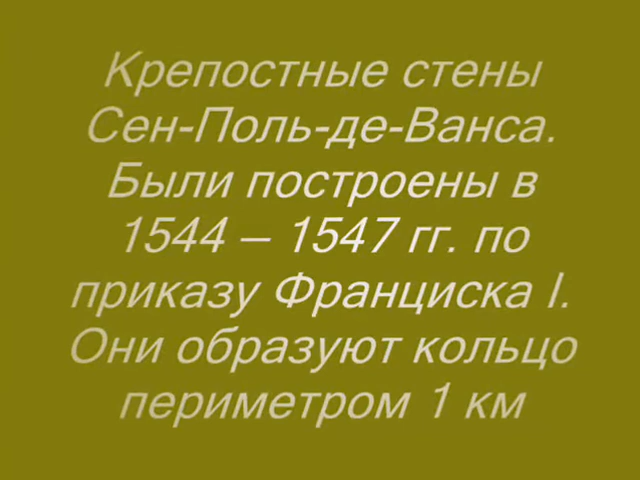 Крепостные стены
Сен-Поль-де-Ванса.
Были построены в
1544 – 1547 гг. по
приказу Франциска I.
Они образуют кольцо
периметром 1 км